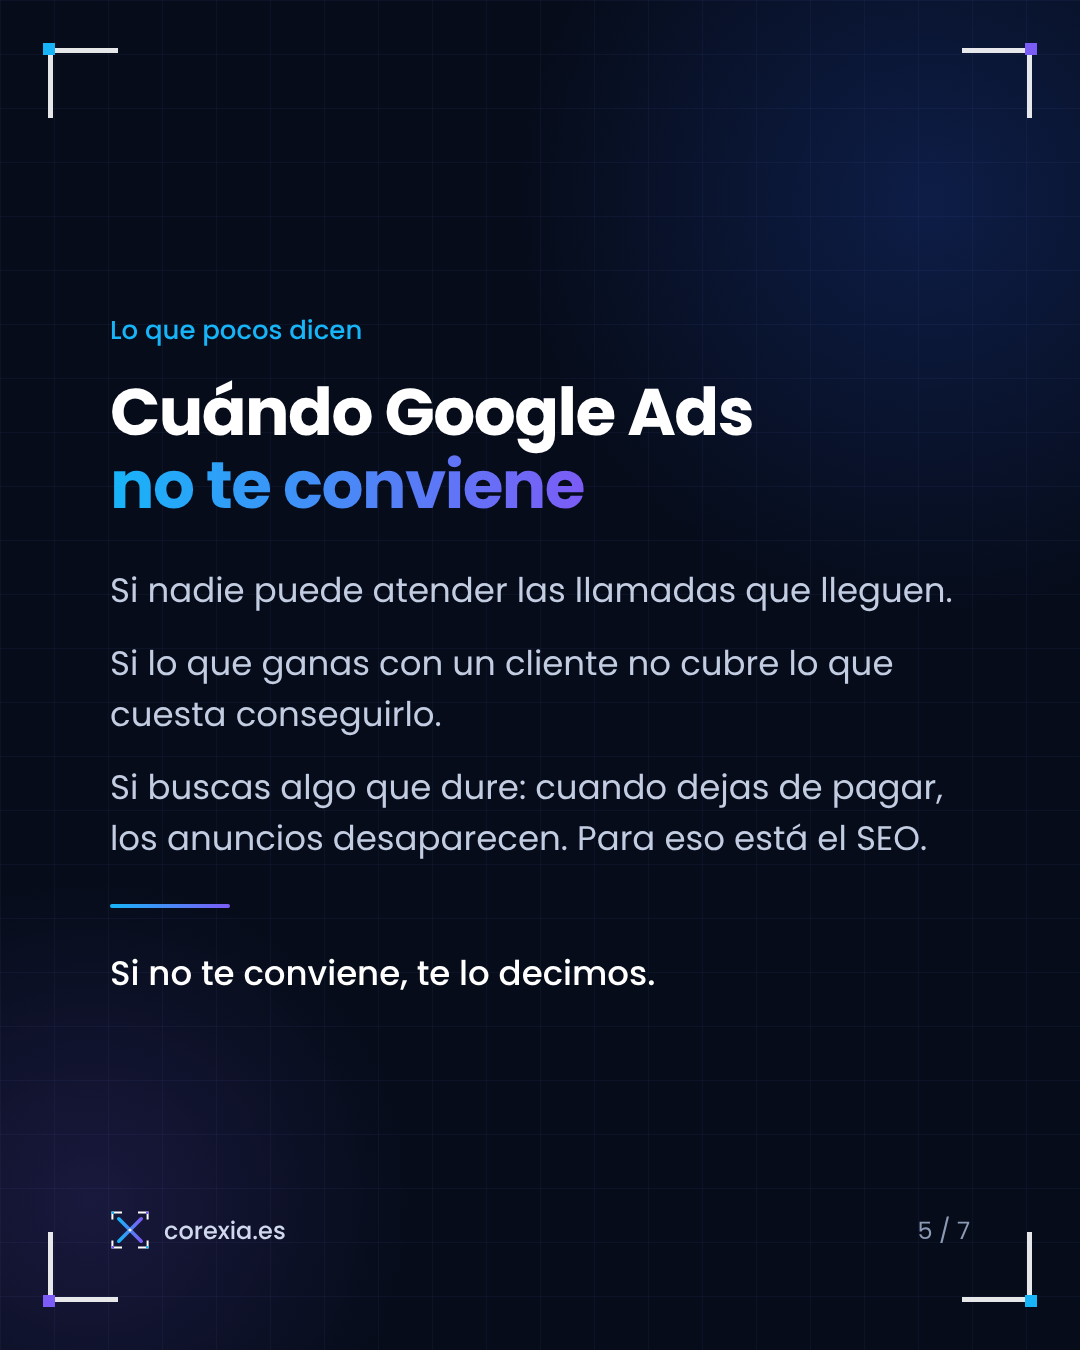 Lo que pocos dicen
Cuándo Google Ads
no te conviene
Si nadie puede atender las llamadas que lleguen.
Si lo que ganas con un cliente no cubre lo que
cuesta conseguirlo.
Si buscas algo que dure: cuando dejas de pagar,
los anuncios desaparecen. Para eso está el SEO.
Si no te conviene, te lo decimos.
corexia.es
5 / 7